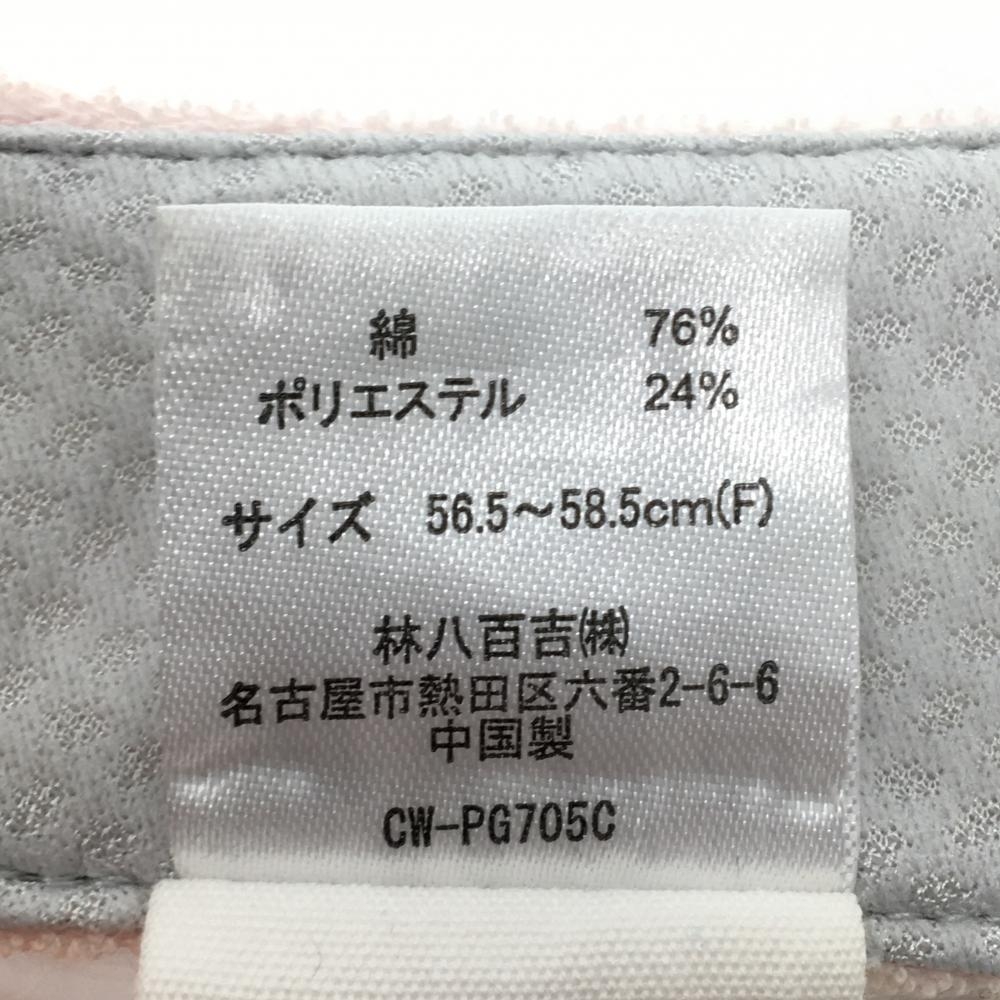 綿 76%
ポリエステル 24%
サイズ 56.5～58.5cm(F)
林八百吉㈱
名古屋市熱田区六番2-6-6
中国製
CW-PG705C